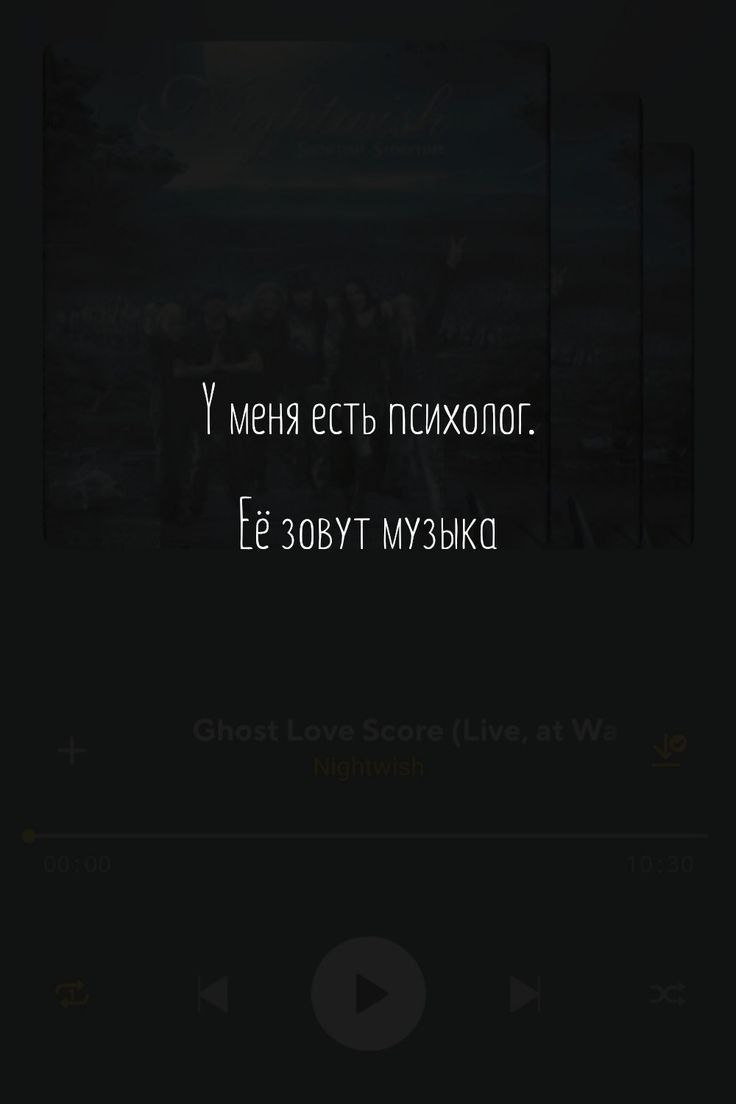 Nightwish
У меня есть психолог.
Её зовут музыка
Ghost Love Score (Live, at Wa
Nightwish
00:00
10:30